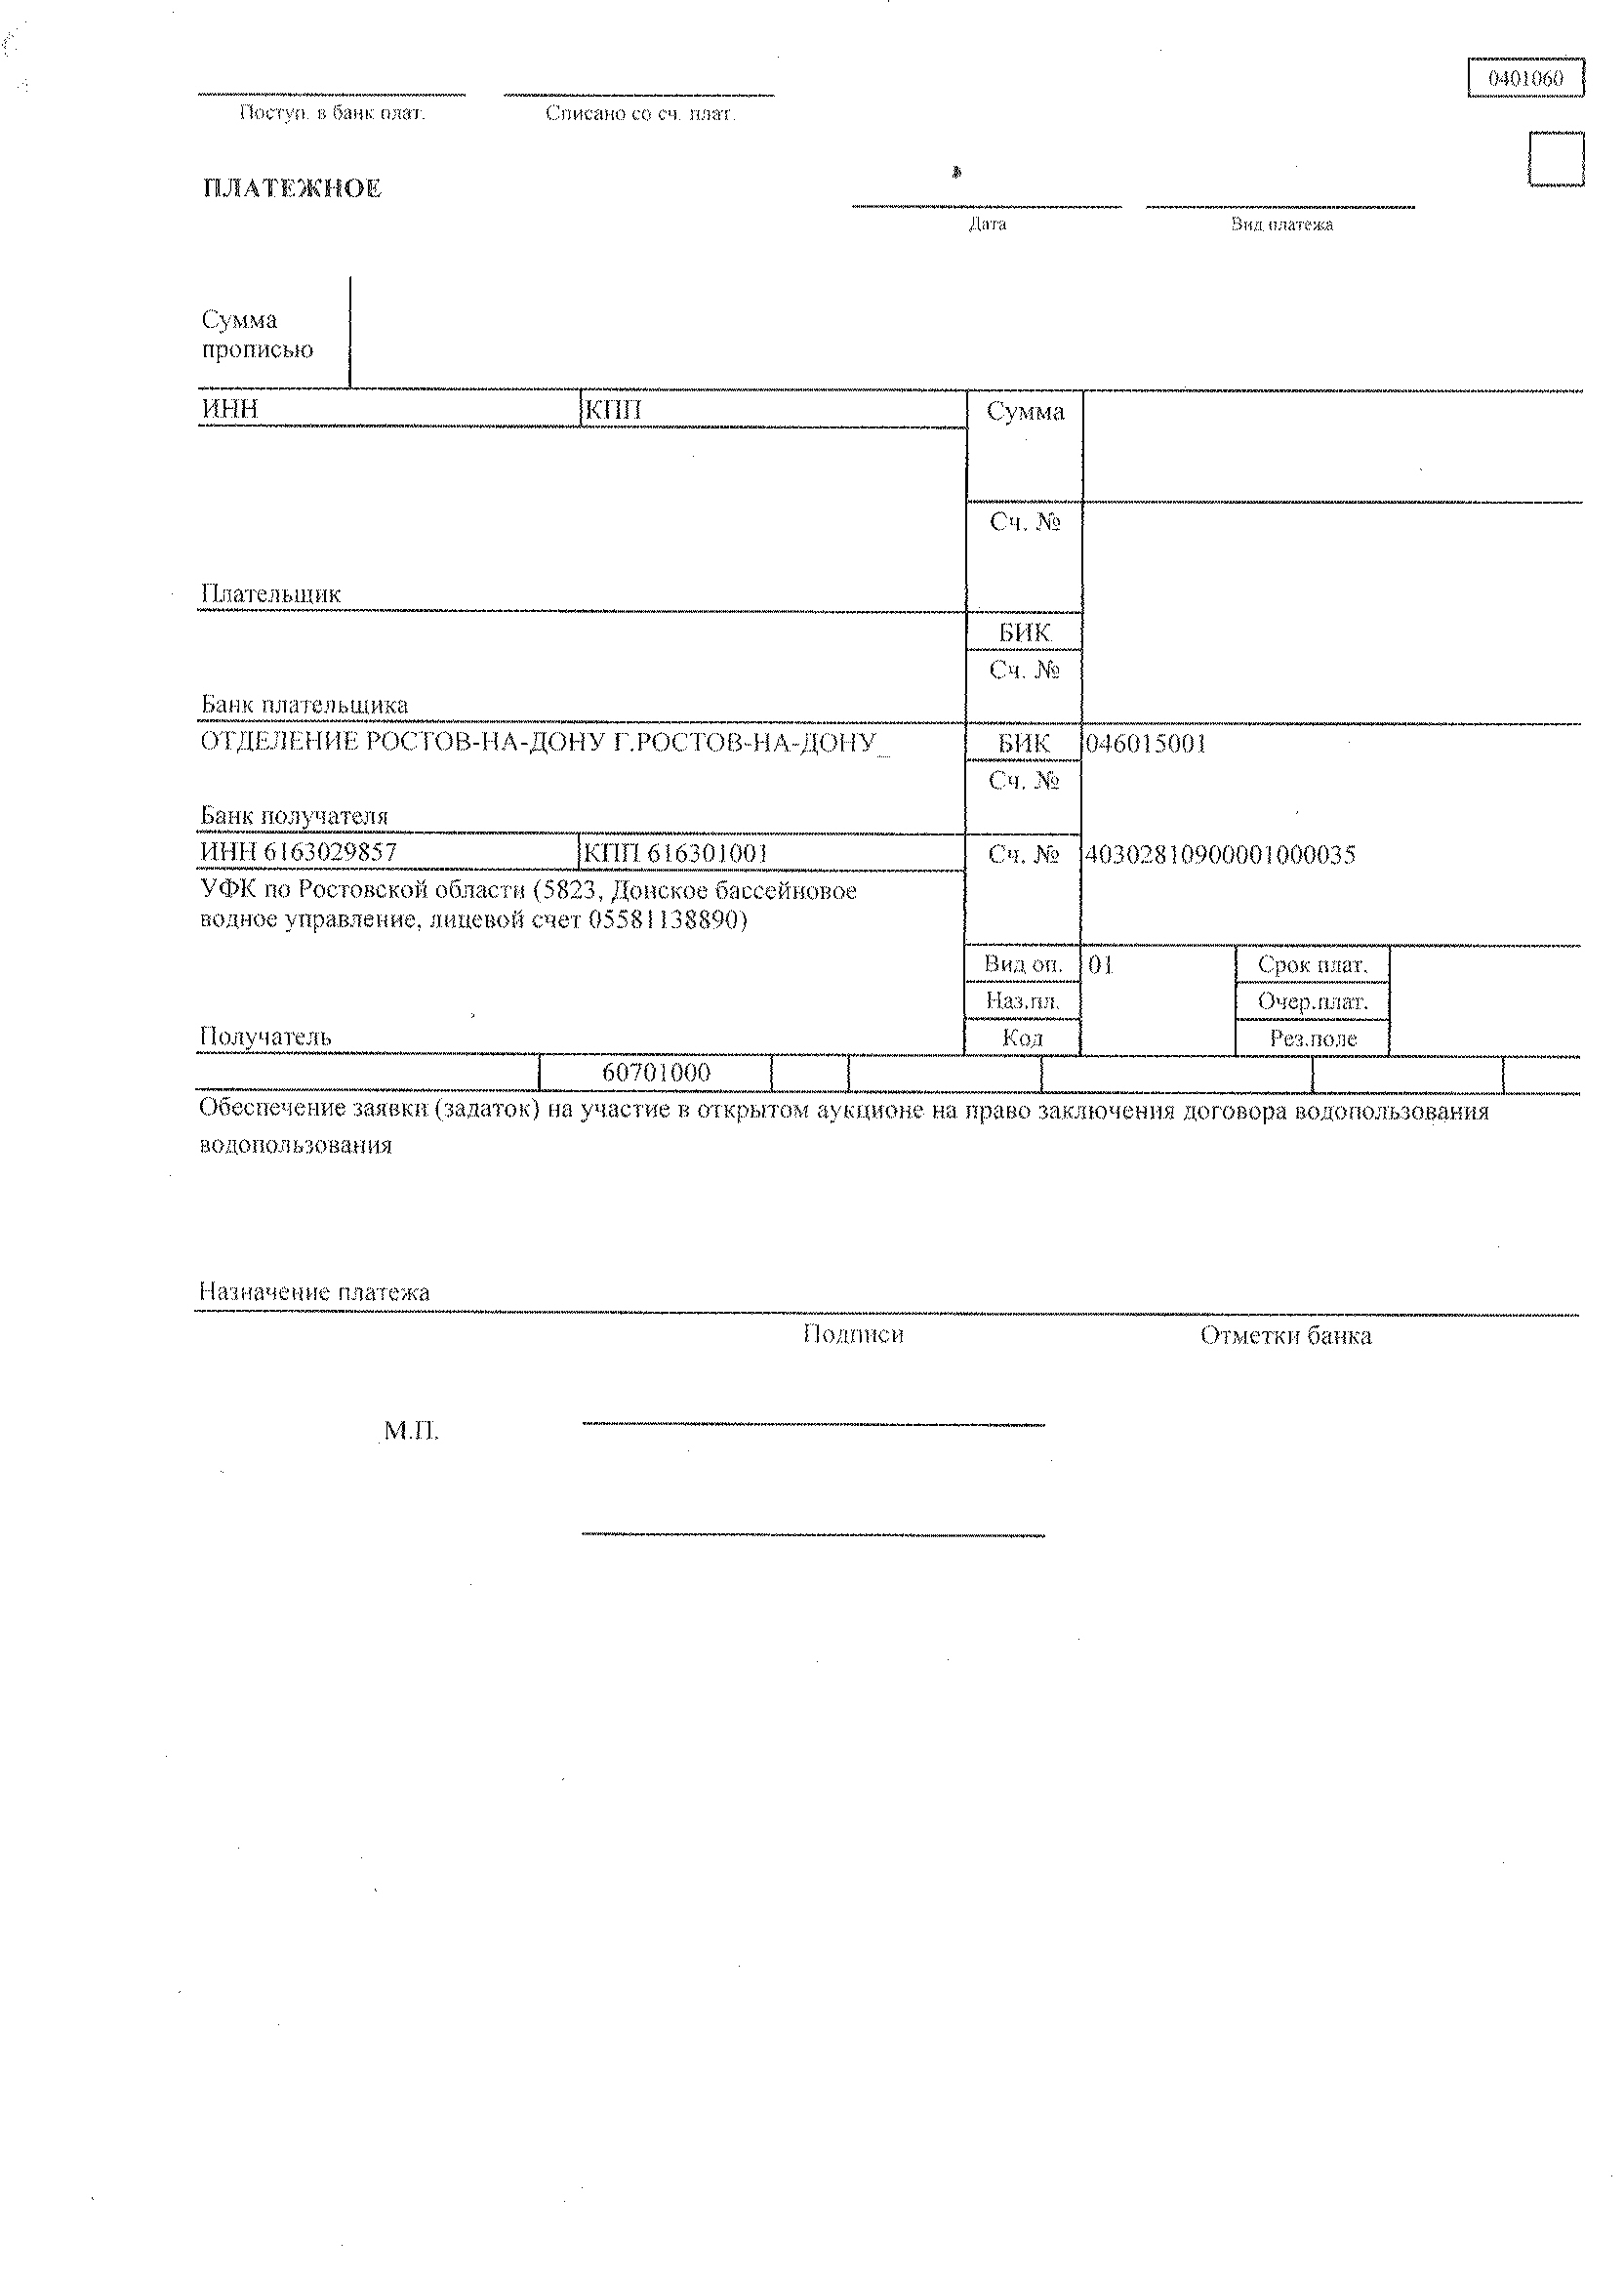 0401060
Поступ. в банк плат.
Списано со сч. плат.
ПЛАТЕЖНОЕ
Дата
Вид платежа
Сумма
прописью
ИНН
КПП
Сумма
Сч. №
Плательщик
БИК
Сч. №
Банк плательщика
ОТДЕЛЕНИЕ РОСТОВ-НА-ДОНУ Г.РОСТОВ-НА-ДОНУ_
БИК
046015001
Сч. №
Банк получателя
ИНН 6163029857
КПП 616301001
Сч. №
40302810900001000035
УФК по Ростовской области (5823, Донское бассейновое
водное управление, лицевой счет 05581138890)
Вид оп.
01
Срок плат.
Наз.пл.
Очер.плат.
Получатель
Код
Рез.поле
60701000
Обеспечение заявки (задаток) на участие в открытом аукционе на право заключения договора водопользования
водопользования
Назначение платежа
Подписи
Отметки банка
М.П.